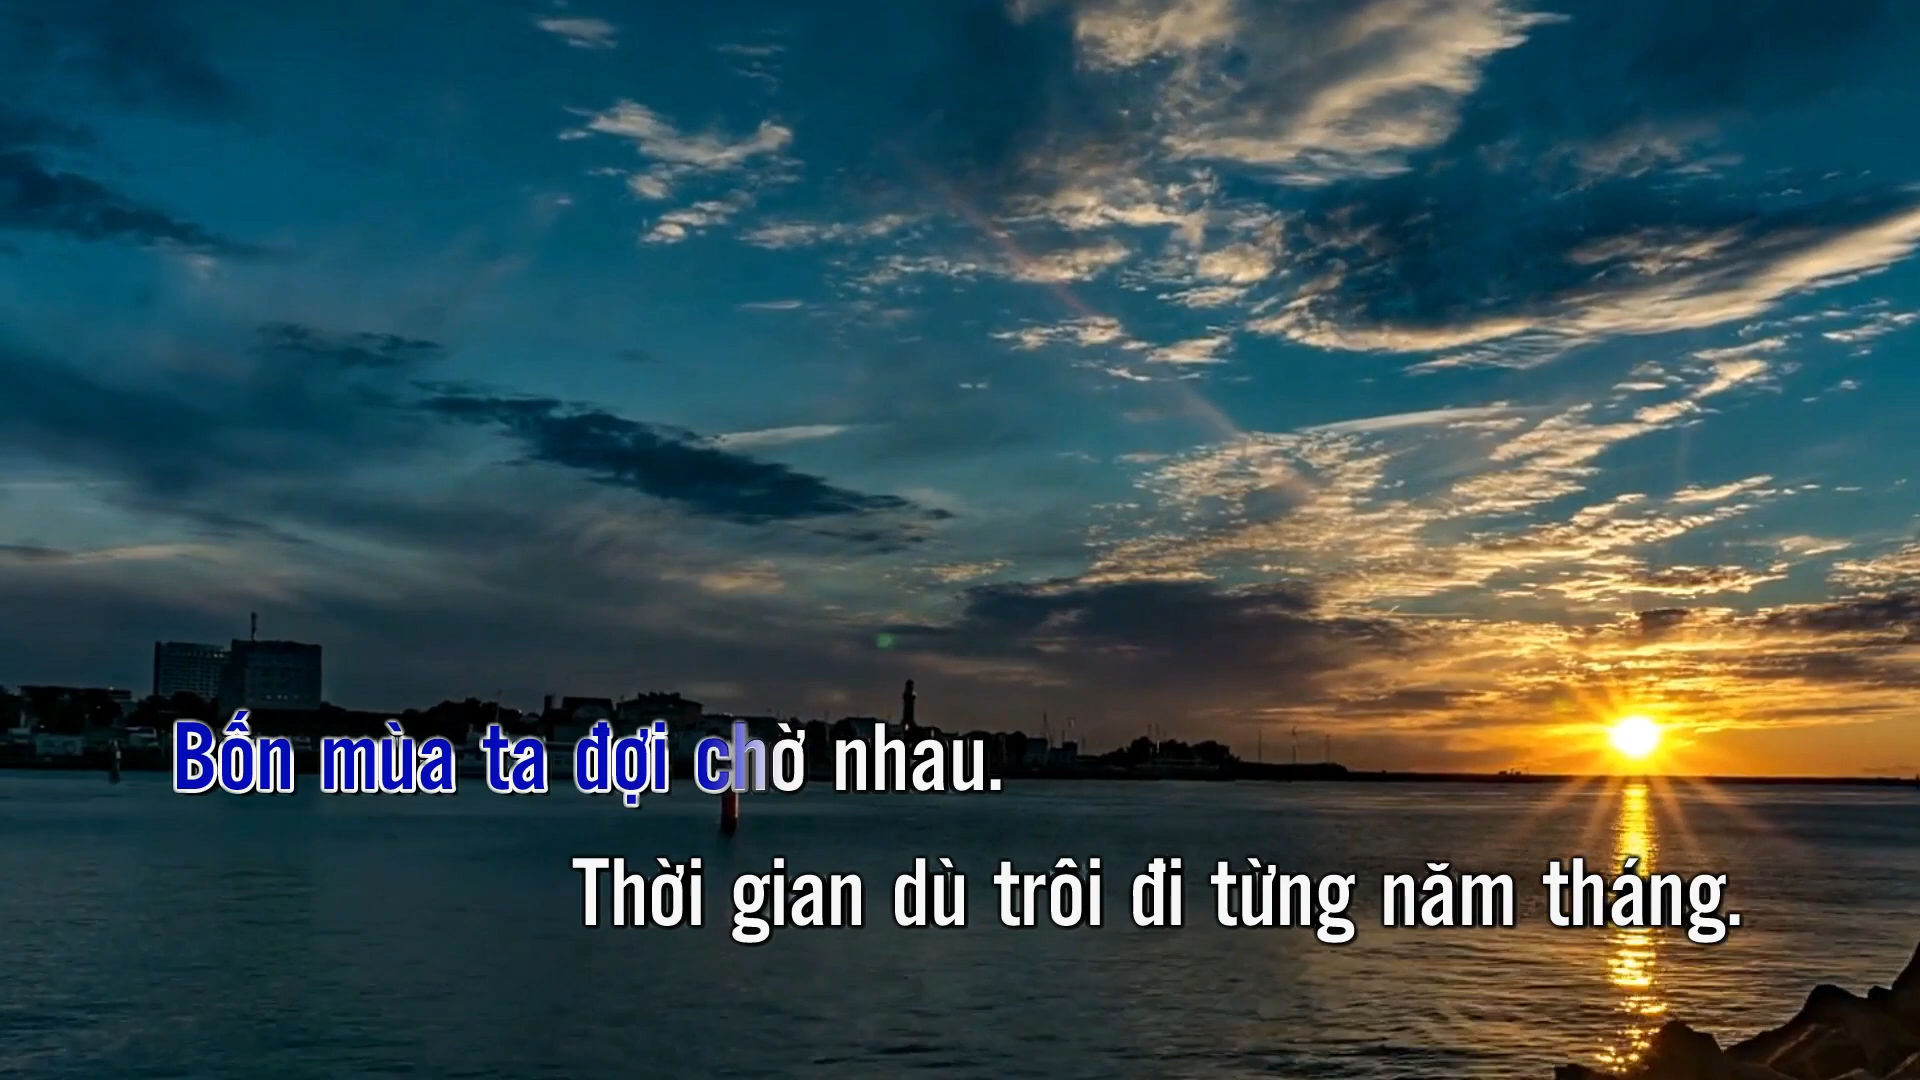 Bốn mùa ta đợi chờ nhau.
Thời gian dù trôi đi từng năm tháng.